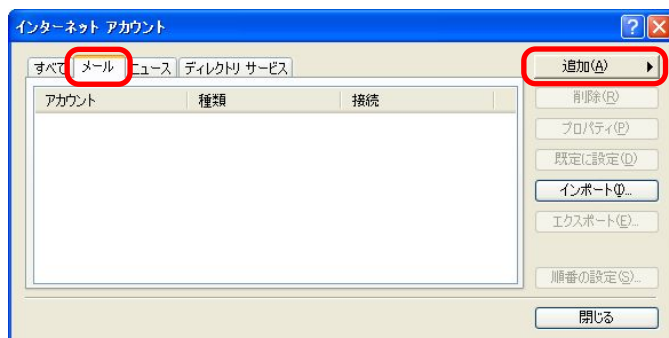 インターネット アカウント
すべて メール ニュース ディレクトリ サービス
追加(A)
アカウント 種類 接続
削除(R)
プロパティ(P)
既定に設定(D)
インポート(I)...
エクスポート(E)...
順番の設定(S)...
閉じる